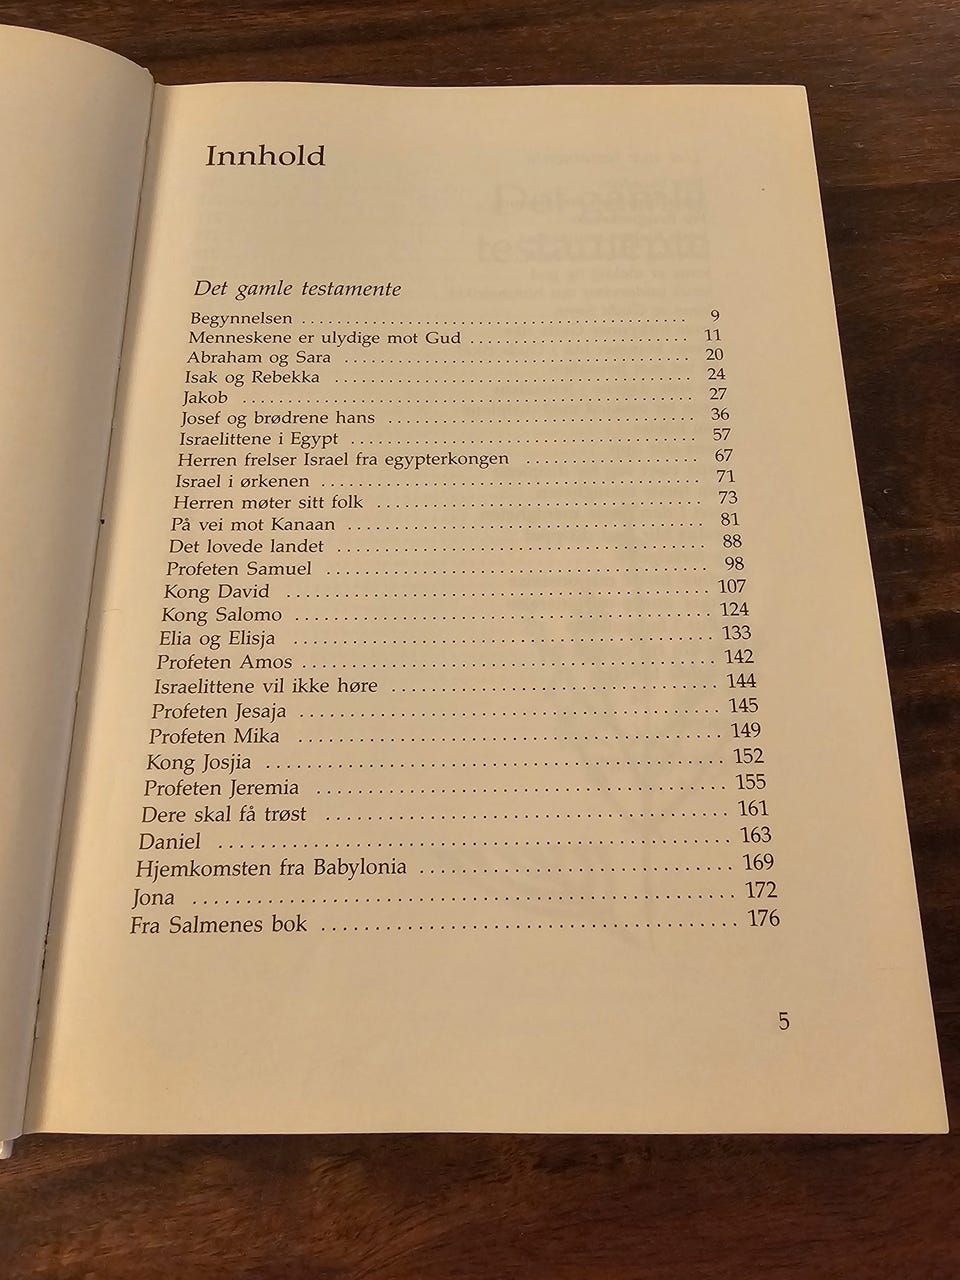 Innhold
Det gamle testamente
Begynnelsen ........................................ 9
Menneskene er ulydige mot Gud ........................ 11
Abraham og Sara .................................... 20
Isak og Rebekka ..................................... 24
Jakob .............................................. 27
Josef og brødrene hans ............................... 36
Israelittene i Egypt ................................... 57
Herren frelser Israel fra egypterkongen .................. 67
Israel i ørkenen ...................................... 71
Herren møter sitt folk ................................. 73
På vei mot Kanaan ................................... 81
Det lovede landet .................................... 88
Profeten Samuel ..................................... 98
Kong David ......................................... 107
Kong Salomo ........................................ 124
Elia og Elisja ........................................ 133
Profeten Amos ....................................... 142
Israelittene vil ikke høre ............................... 144
Profeten Jesaja ....................................... 145
Profeten Mika ....................................... 149
Kong Josjia .......................................... 152
Profeten Jeremia ..................................... 155
Dere skal få trøst ..................................... 161
Daniel .............................................. 163
Hjemkomsten fra Babylonia ............................ 169
Jona ................................................ 172
Fra Salmenes bok ..................................... 176
5